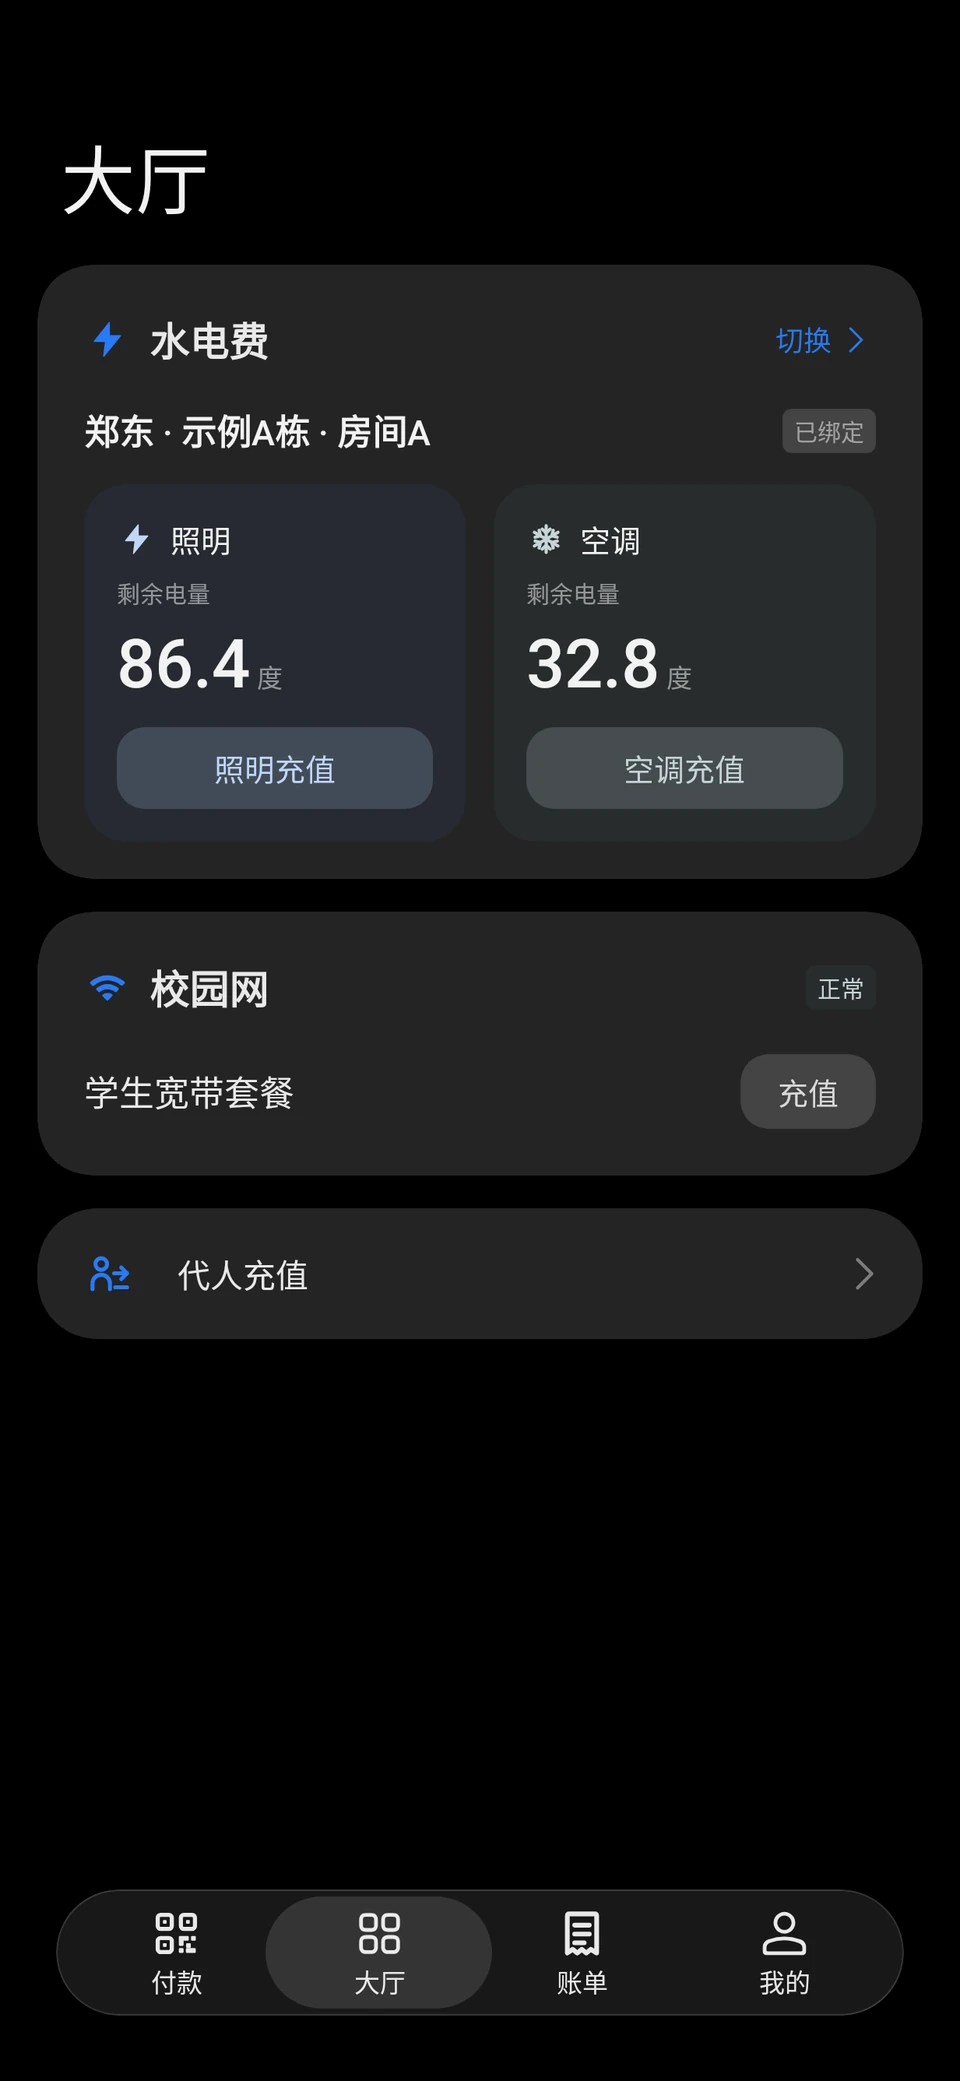 大厅
水电费
切换
郑东 · 示例A栋 · 房间A
已绑定
照明
剩余电量
86.4 度
照明充值
空调
剩余电量
32.8 度
空调充值
校园网
正常
学生宽带套餐
充值
代人充值
付款
大厅
账单
我的